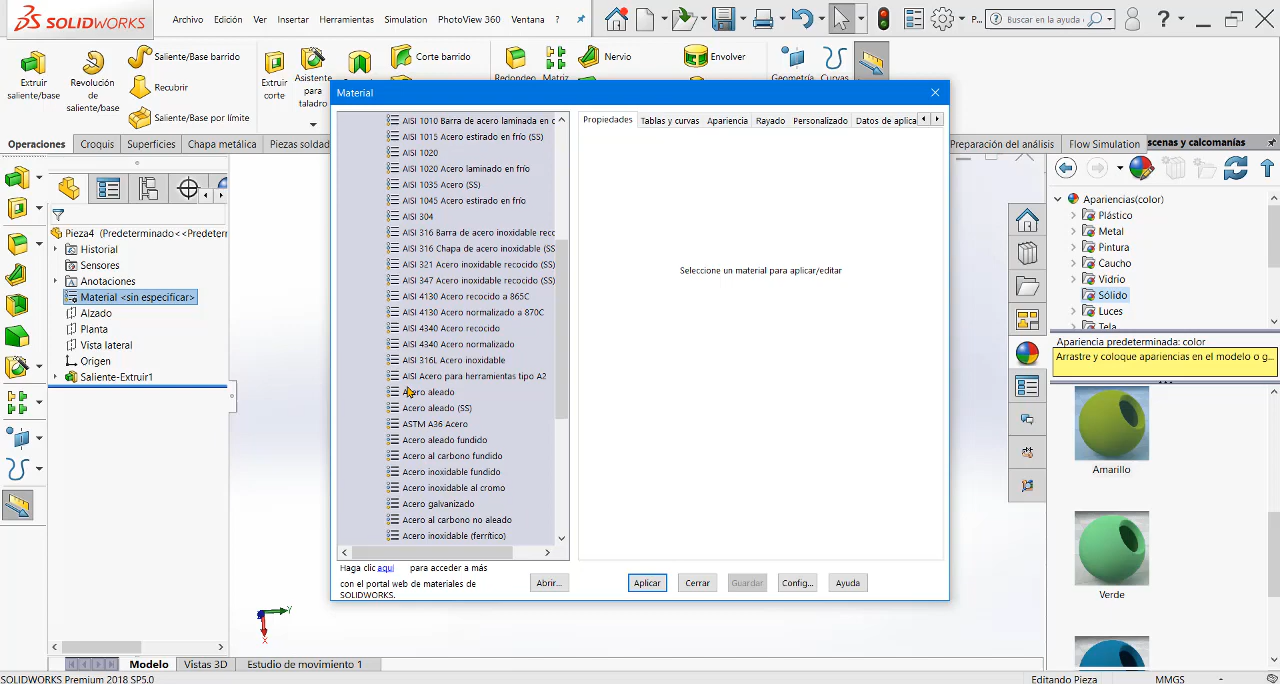 SOLIDWORKS
Archivo Edición Ver Insertar Herramientas Simulation PhotoView 360 Ventana ?
P...
Buscar en la ayuda
?
Extruir saliente/base
Revolución de saliente/base
Saliente/Base barrido
Recubrir
Saliente/Base por límite
Extruir corte
Asistente para taladro
Corte barrido
Redondeo
Matriz
Nervio
Envolver
Geometría
Curvas
Operaciones Croquis Superficies Chapa metálica Piezas soldad
Preparación del análisis Flow Simulation
scenas y calcomanías
Pieza4 (Predeterminado<<Predeterr
Historial
Sensores
Anotaciones
Material <sin especificar>
Alzado
Planta
Vista lateral
Origen
Saliente-Extruir1
Material
AISI 1010 Barra de acero laminada en c
AISI 1015 Acero estirado en frío (SS)
AISI 1020
AISI 1020 Acero laminado en frío
AISI 1035 Acero (SS)
AISI 1045 Acero estirado en frío
AISI 304
AISI 316 Barra de acero inoxidable reco
AISI 316 Chapa de acero inoxidable (SS
AISI 321 Acero inoxidable recocido (SS)
AISI 347 Acero inoxidable recocido (SS)
AISI 4130 Acero recocido a 865C
AISI 4130 Acero normalizado a 870C
AISI 4340 Acero recocido
AISI 4340 Acero normalizado
AISI 316L Acero inoxidable
AISI Acero para herramientas tipo A2
Acero aleado
Acero aleado (SS)
ASTM A36 Acero
Acero aleado fundido
Acero al carbono fundido
Acero inoxidable fundido
Acero inoxidable al cromo
Acero galvanizado
Acero al carbono no aleado
Acero inoxidable (ferrítico)
Haga clic aquí para acceder a más
con el portal web de materiales de
SOLIDWORKS.
Abrir...
Propiedades Tablas y curvas Apariencia Rayado Personalizado Datos de aplica
Seleccione un material para aplicar/editar
Aplicar Cerrar Guardar Config... Ayuda
Apariencias(color)
Plástico
Metal
Pintura
Caucho
Vidrio
Sólido
Luces
Tela
Apariencia predeterminada: color
Arrastre y coloque apariencias en el modelo o g...
Amarillo
Verde
Y
X
Modelo Vistas 3D Estudio de movimiento 1
SOLIDWORKS Premium 2018 SP5.0
Editando Pieza MMGS -